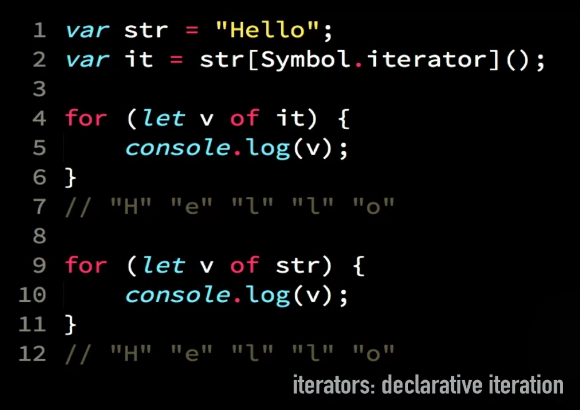 1 var str = "Hello";
2 var it = str[Symbol.iterator]();
3
4 for (let v of it) {
5     console.log(v);
6 }
7 // "H" "e" "l" "l" "o"
8
9 for (let v of str) {
10     console.log(v);
11 }
12 // "H" "e" "l" "l" "o"
iterators: declarative iteration